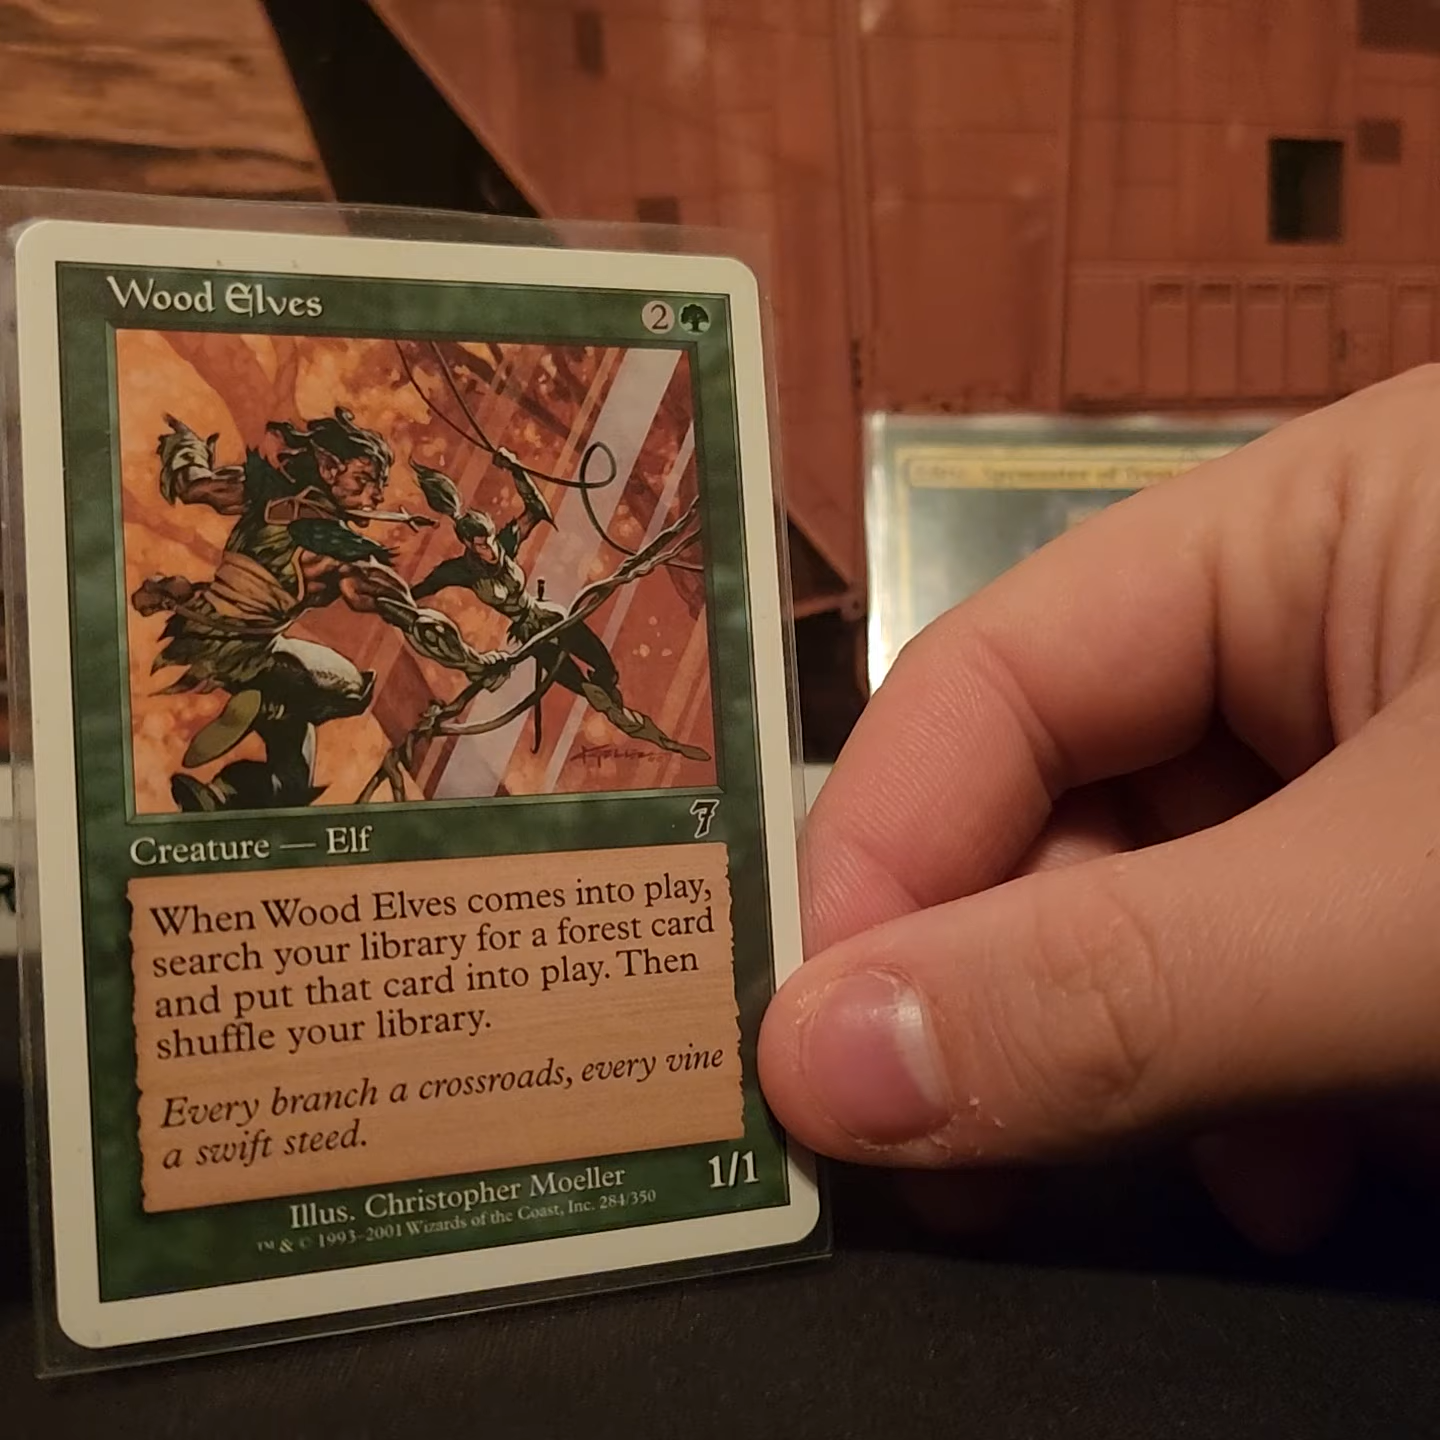 Wood Elves
2
Creature — Elf
7
When Wood Elves comes into play,
search your library for a forest card
and put that card into play. Then
shuffle your library.
Every branch a crossroads, every vine
a swift steed.
Illus. Christopher Moeller
1/1
™ & © 1993–2001 Wizards of the Coast, Inc. 284/350
R